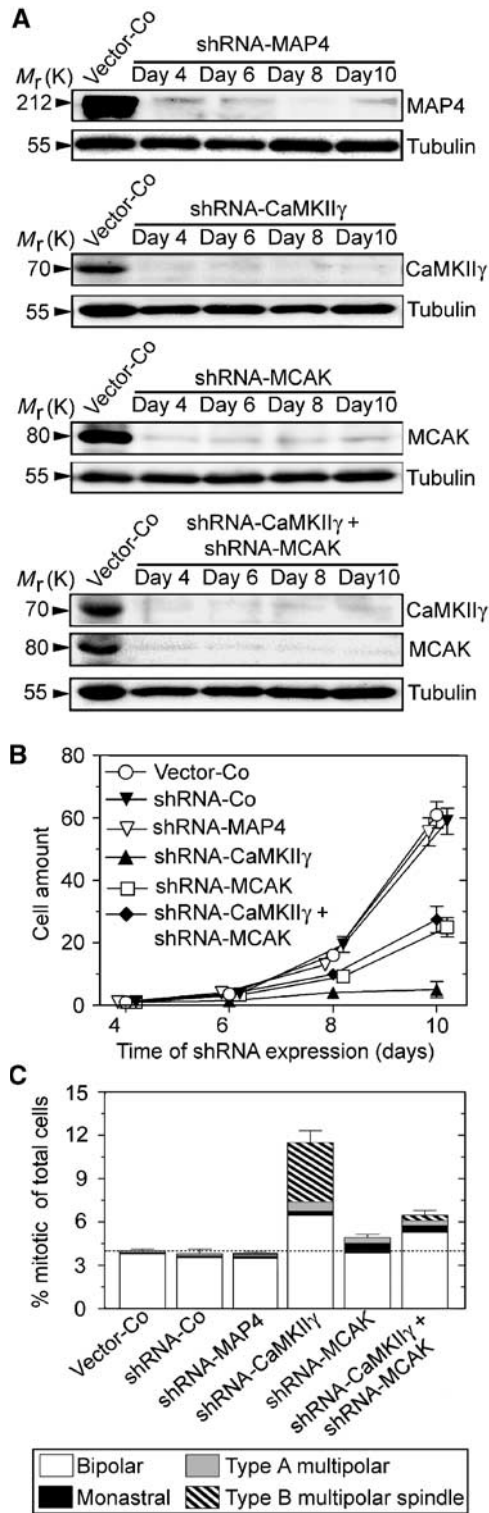 A
Vector-Co
shRNA-MAP4
Mr(K)
Day 4 Day 6 Day 8 Day10
212
MAP4
55
Tubulin
Vector-Co
shRNA-CaMKIIγ
Mr(K)
Day 4 Day 6 Day 8 Day10
70
CaMKIIγ
55
Tubulin
Vector-Co
shRNA-MCAK
Mr(K)
Day 4 Day 6 Day 8 Day10
80
MCAK
55
Tubulin
Vector-Co
shRNA-CaMKIIγ +
shRNA-MCAK
Mr(K)
Day 4 Day 6 Day 8 Day10
70
CaMKIIγ
80
MCAK
55
Tubulin
B
80
60
40
20
0
Cell amount
Vector-Co
shRNA-Co
shRNA-MAP4
shRNA-CaMKIIγ
shRNA-MCAK
shRNA-CaMKIIγ +
shRNA-MCAK
4 6 8 10
Time of shRNA expression (days)
C
15
12
9
6
3
0
% mitotic of total cells
Vector-Co
shRNA-Co
shRNA-MAP4
shRNA-CaMKIIγ
shRNA-MCAK
shRNA-CaMKIIγ +
shRNA-MCAK
Bipolar
Type A multipolar
Monastral
Type B multipolar spindle